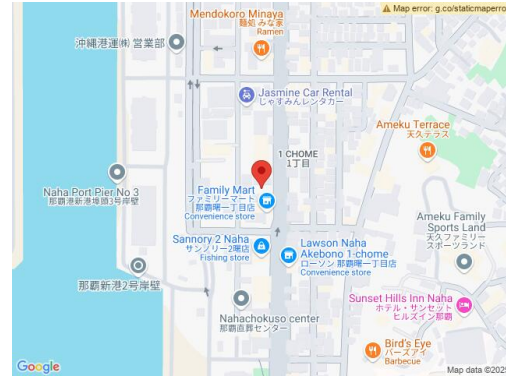 Map error: g.co/staticmaperro
Mendokoro Minaya
麺処 みな家
Ramen
沖縄港運㈱ 営業部
Jasmine Car Rental
じゃすみんレンタカー
Ameku Terrace
天久テラス
1 CHOME
1丁目
Naha Port Pier No 3
那覇港新港埠頭3号岸壁
Family Mart
ファミリーマート
那覇曙一丁目店
Convenience store
Ameku Family
Sports Land
天久ファミリー
スポーツランド
Sannory 2 Naha
サンノリー2曙店
Fishing store
Lawson Naha
Akebono 1-chome
ローソン 那覇曙一丁目店
Convenience store
那覇新港2号岸壁
Sunset Hills Inn Naha
ホテル・サンセット
ヒルズイン那覇
Nahachokuso center
那覇直葬センター
Bird's Eye
バーズアイ
Barbecue
Google
Map data ©2025